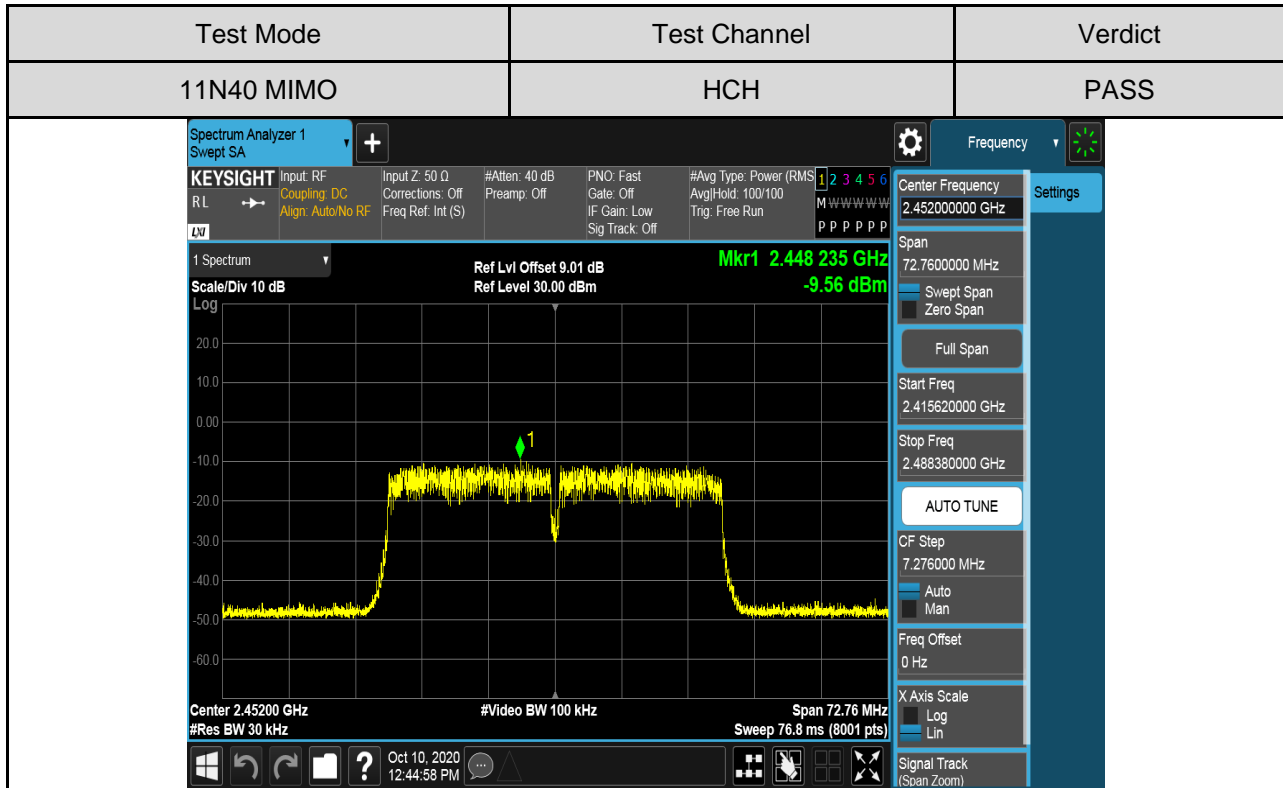 Test Mode Test Channel Verdict
11N40 MIMO HCH PASS
Spectrum Analyzer 1
Swept SA
+
Frequency
KEYSIGHT
R L
LXI
Input: RF
Coupling: DC
Align: Auto/No RF
Input Z: 50 Ω
Corrections: Off
Freq Ref: Int (S)
#Atten: 40 dB
Preamp: Off
PNO: Fast
Gate: Off
IF Gain: Low
Sig Track: Off
#Avg Type: Power (RMS
Avg|Hold: 100/100
Trig: Free Run
1 2 3 4 5 6
M W W W W W
P P P P P P
1 Spectrum
Scale/Div 10 dB
Log
Ref Lvl Offset 9.01 dB
Ref Level 30.00 dBm
Mkr1 2.448 235 GHz
-9.56 dBm
20.0
10.0
0.00
-10.0
-20.0
-30.0
-40.0
-50.0
-60.0
1
Center 2.45200 GHz
#Res BW 30 kHz
#Video BW 100 kHz
Span 72.76 MHz
Sweep 76.8 ms (8001 pts)
?
Oct 10, 2020
12:44:58 PM
Center Frequency
2.452000000 GHz
Settings
Span
72.7600000 MHz
Swept Span
Zero Span
Full Span
Start Freq
2.415620000 GHz
Stop Freq
2.488380000 GHz
AUTO TUNE
CF Step
7.276000 MHz
Auto
Man
Freq Offset
0 Hz
X Axis Scale
Log
Lin
Signal Track
(Span Zoom)